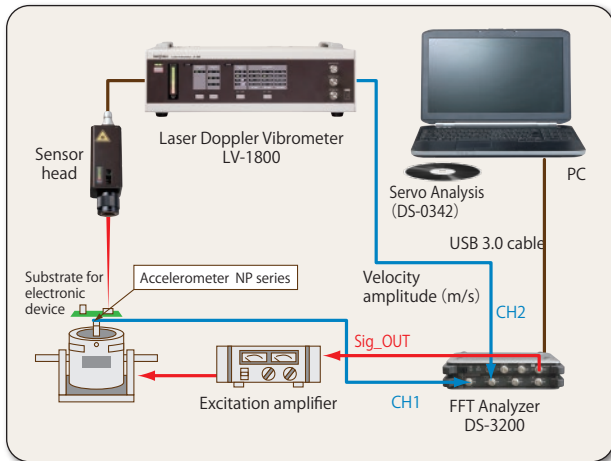 Laser Doppler Vibrometer
LV-1800
Sensor
head
PC
Servo Analysis
(DS-0342)
USB 3.0 cable
Substrate for
electronic
device
Accelerometer NP series
Velocity
amplitude (m/s)
CH2
Sig_OUT
Excitation amplifier
CH1
FFT Analyzer
DS-3200